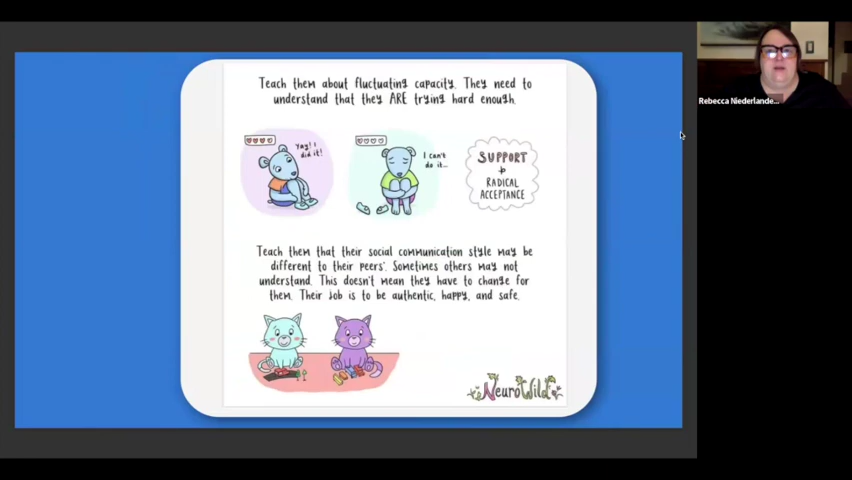 Teach them about fluctuating capacity. They need to
understand that they ARE trying hard enough.
Yay! I
did it!
I can't
do it...
SUPPORT
+
RADICAL
ACCEPTANCE
Teach them that their social communication style may be
different to their peers'. Sometimes others may not
understand. This doesn't mean they have to change for
them. Their job is to be authentic, happy, and safe.
NeuroWild
Rebecca Niederlande...